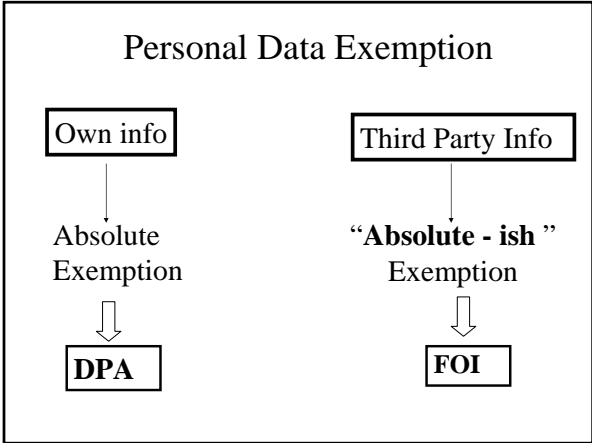 Personal Data Exemption
Own info
Absolute
Exemption
DPA
Third Party Info
“Absolute - ish ”
Exemption
FOI